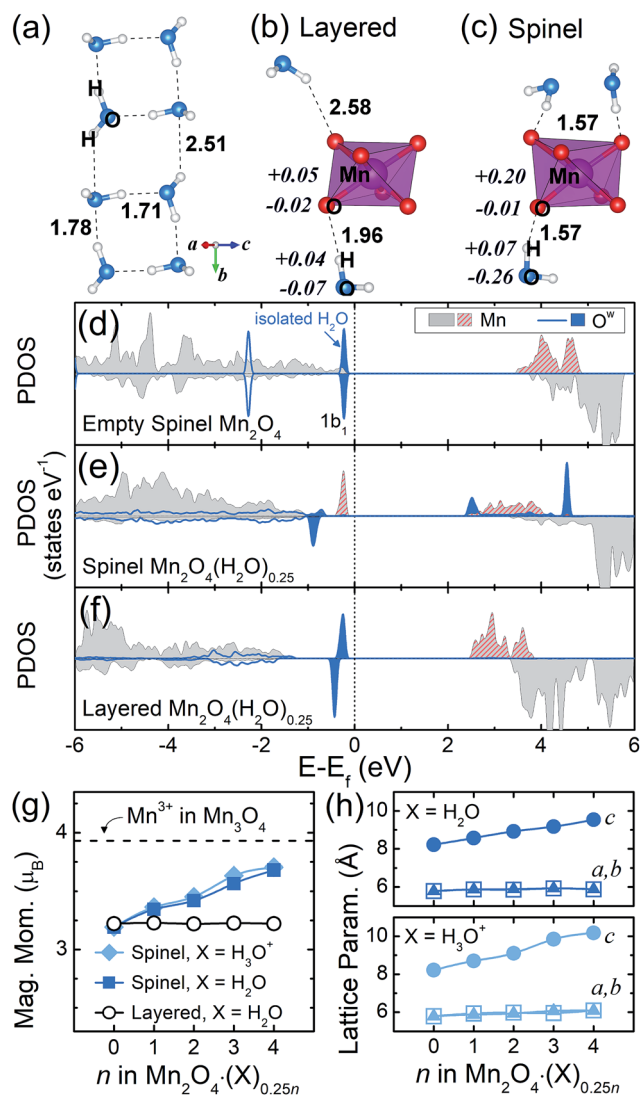 (a)
(b) Layered
(c) Spinel
H
O
H
2.51
1.78
1.71
a
c
b
2.58
Mn
+0.05
-0.02
O
1.96
+0.04
H
-0.07
O
1.57
Mn
+0.20
-0.01
O
1.57
+0.07
H
-0.26
O
(d)
isolated H₂O
Mn
Oʷ
PDOS
Empty Spinel Mn₂O₄
1b₁
(e)
PDOS
(states eV⁻¹)
Spinel Mn₂O₄(H₂O)₀.₂₅
(f)
PDOS
Layered Mn₂O₄(H₂O)₀.₂₅
-6 -4 -2 0 2 4 6
E-E_f (eV)
(g)
Mn³⁺ in Mn₃O₄
4
3
Mag. Mom. (μ_B)
Spinel, X = H₃O⁺
Spinel, X = H₂O
Layered, X = H₂O
0 1 2 3 4
n in Mn₂O₄·(X)₀.₂₅ₙ
(h)
X = H₂O
c
a,b
10
8
6
X = H₃O⁺
c
a,b
10
8
6
Lattice Param. (Å)
0 1 2 3 4
n in Mn₂O₄·(X)₀.₂₅ₙ